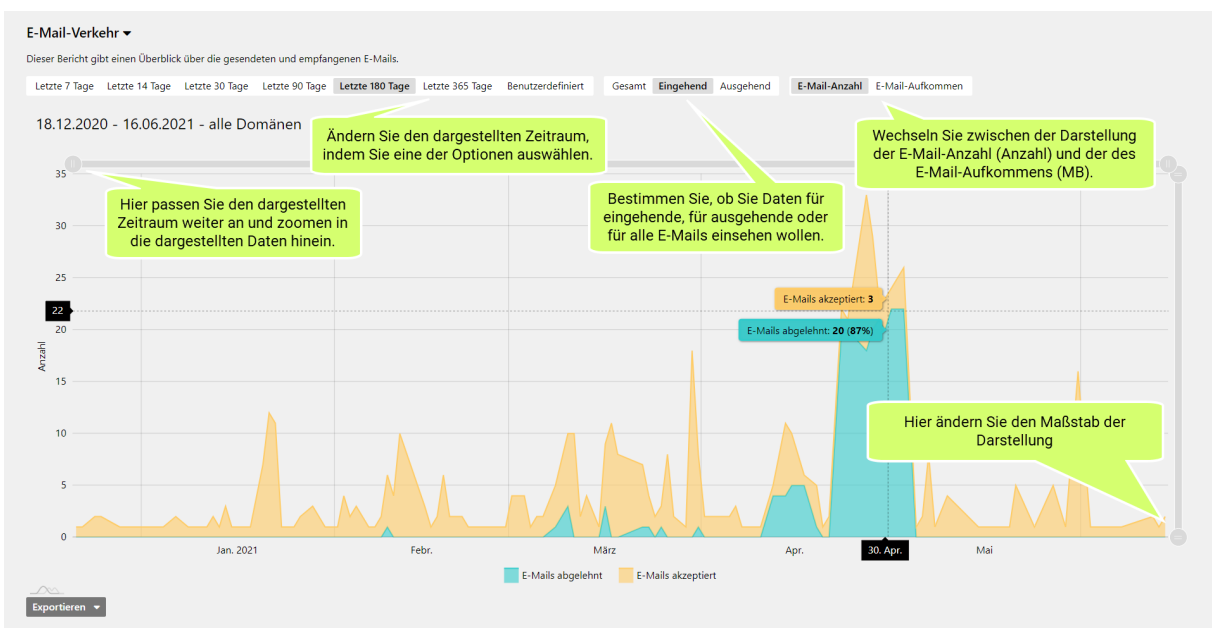 E-Mail-Verkehr
Dieser Bericht gibt einen Überblick über die gesendeten und empfangenen E-Mails.
Letzte 7 Tage Letzte 14 Tage Letzte 30 Tage Letzte 90 Tage Letzte 180 Tage Letzte 365 Tage Benutzerdefiniert Gesamt Eingehend Ausgehend E-Mail-Anzahl E-Mail-Aufkommen
18.12.2020 - 16.06.2021 - alle Domänen
Ändern Sie den dargestellten Zeitraum,
indem Sie eine der Optionen auswählen.
Wechseln Sie zwischen der Darstellung
der E-Mail-Anzahl (Anzahl) und der des
E-Mail-Aufkommens (MB).
Hier passen Sie den dargestellten
Zeitraum weiter an und zoomen in
die dargestellten Daten hinein.
Bestimmen Sie, ob Sie Daten für
eingehende, für ausgehende oder
für alle E-Mails einsehen wollen.
35
30
25
22
20
15
10
5
0
Anzahl
E-Mails akzeptiert: 3
E-Mails abgelehnt: 20 (87%)
Hier ändern Sie den Maßstab der
Darstellung
Jan. 2021 Febr. März Apr. 30. Apr. Mai
E-Mails abgelehnt E-Mails akzeptiert
Exportieren